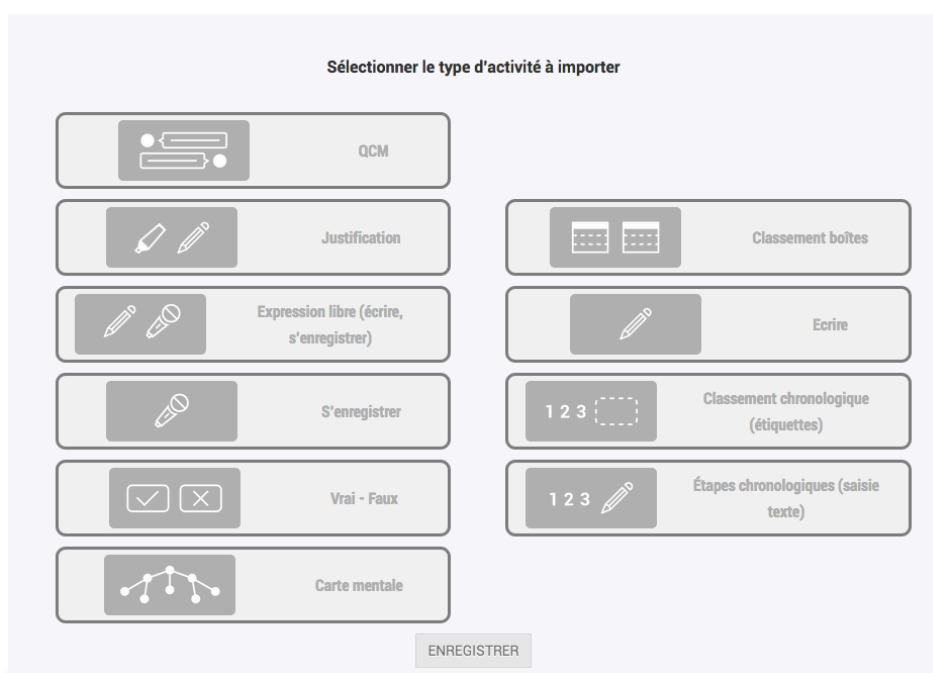 Sélectionner le type d'activité à importer
QCM
Justification
Classement boîtes
Expression libre (écrire,
s'enregistrer)
Ecrire
S'enregistrer
1 2 3
Classement chronologique
(étiquettes)
Vrai - Faux
1 2 3
Étapes chronologiques (saisie
texte)
Carte mentale
ENREGISTRER